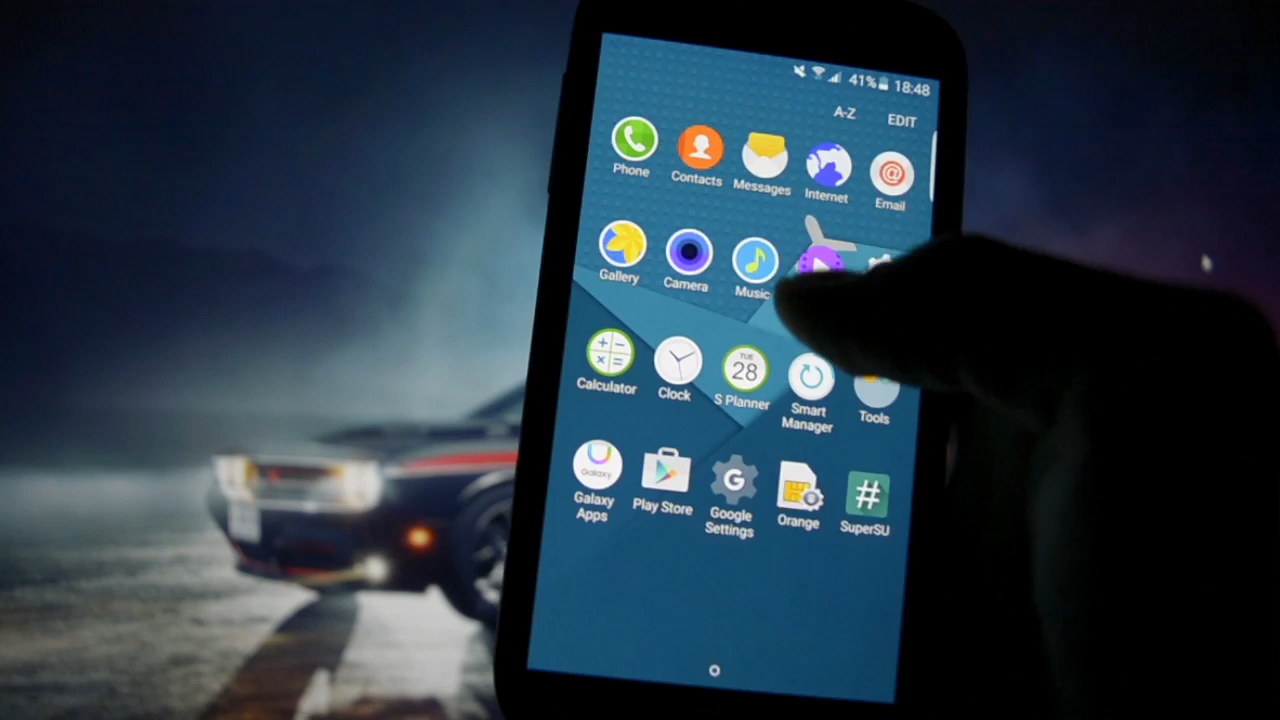 41% 18:48
A-Z EDIT
Phone Contacts Messages Internet Email
Gallery Camera Music
TUE
28
Calculator Clock S Planner Smart
Manager Tools
Galaxy
G
#
Galaxy
Apps Play Store Google
Settings Orange SuperSU